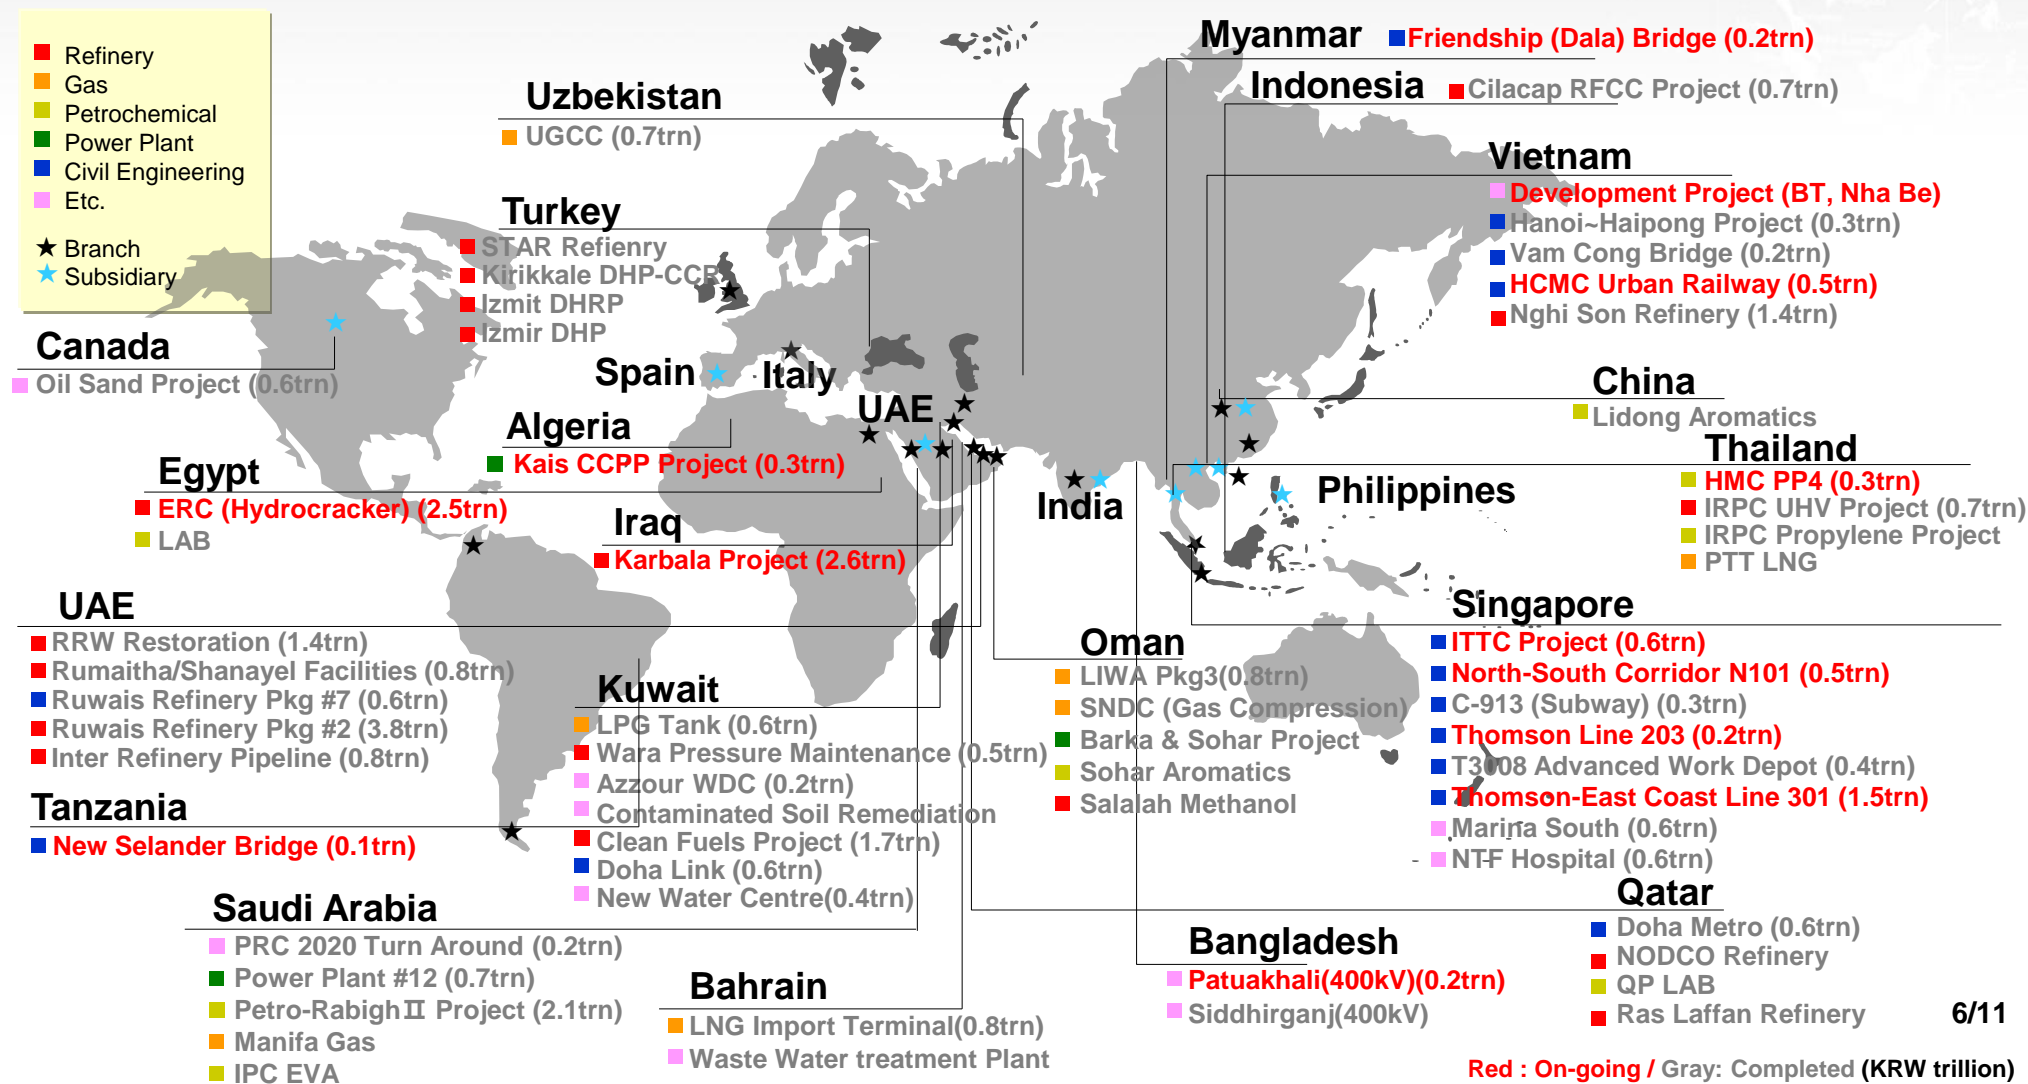 Refinery
Gas
Petrochemical
Power Plant
Civil Engineering
Etc.
Branch
Subsidiary
Myanmar
Friendship (Dala) Bridge (0.2trn)
Indonesia
Cilacap RFCC Project (0.7trn)
Uzbekistan
UGCC (0.7trn)
Vietnam
Development Project (BT, Nha Be)
Hanoi~Haipong Project (0.3trn)
Vam Cong Bridge (0.2trn)
HCMC Urban Railway (0.5trn)
Nghi Son Refinery (1.4trn)
Turkey
STAR Refienry
Kirikkale DHP-CCR
Izmit DHRP
Izmir DHP
Canada
Oil Sand Project (0.6trn)
Spain
Italy
UAE
China
Lidong Aromatics
Algeria
Kais CCPP Project (0.3trn)
Thailand
HMC PP4 (0.3trn)
IRPC UHV Project (0.7trn)
IRPC Propylene Project
PTT LNG
Egypt
ERC (Hydrocracker) (2.5trn)
LAB
India
Philippines
Iraq
Karbala Project (2.6trn)
UAE
RRW Restoration (1.4trn)
Rumaitha/Shanayel Facilities (0.8trn)
Ruwais Refinery Pkg #7 (0.6trn)
Ruwais Refinery Pkg #2 (3.8trn)
Inter Refinery Pipeline (0.8trn)
Kuwait
LPG Tank (0.6trn)
Wara Pressure Maintenance (0.5trn)
Azzour WDC (0.2trn)
Contaminated Soil Remediation
Clean Fuels Project (1.7trn)
Doha Link (0.6trn)
New Water Centre(0.4trn)
Oman
LIWA Pkg3(0.8trn)
SNDC (Gas Compression)
Barka & Sohar Project
Sohar Aromatics
Salalah Methanol
Singapore
ITTC Project (0.6trn)
North-South Corridor N101 (0.5trn)
C-913 (Subway) (0.3trn)
Thomson Line 203 (0.2trn)
T3008 Advanced Work Depot (0.4trn)
Thomson-East Coast Line 301 (1.5trn)
Marina South (0.6trn)
NTF Hospital (0.6trn)
Tanzania
New Selander Bridge (0.1trn)
Saudi Arabia
PRC 2020 Turn Around (0.2trn)
Power Plant #12 (0.7trn)
Petro-RabighⅡ Project (2.1trn)
Manifa Gas
IPC EVA
Bahrain
LNG Import Terminal(0.8trn)
Waste Water treatment Plant
Bangladesh
Patuakhali(400kV)(0.2trn)
Siddhirganj(400kV)
Qatar
Doha Metro (0.6trn)
NODCO Refinery
QP LAB
Ras Laffan Refinery
6/11
Red : On-going / Gray: Completed (KRW trillion)